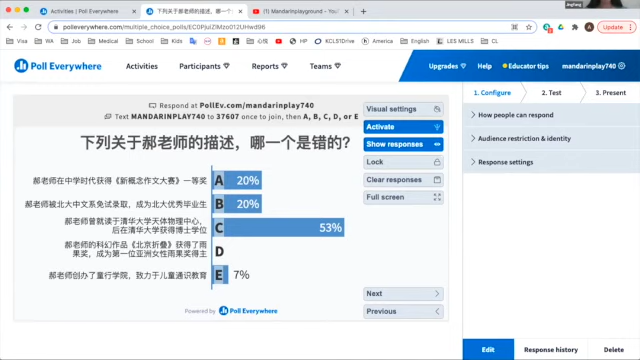 Activities | Poll Everywhere
下列关于郝老师的描述，哪一个
Mandarinplayground - You
polleverywhere.com/multiple_choice_polls/EC0PjuIZIMzo012UHwd96
Update
Apps
Visa
Job
Medical
Kids
Book
心悦
KCLS1Drive
HP
YouTube
Costco
Kaiser
LES MILLS
CL
Poll Everywhere
Activities
Participants
Reports
Teams
Upgrades
Help
Educator tips
mandarinplay740
Respond at PollEv.com/mandarinplay740
Text MANDARINPLAY740 to 37607 once to join, then A, B, C, D, or E
下列关于郝老师的描述，哪一个是错的?
郝老师在中学时代获得《新概念作文大赛》一等奖 A 20%
郝老师被北大中文系免试录取，成为北大优秀毕业生 B 20%
郝老师曾就读于清华大学天体物理中心，
后在清华大学获得博士学位 C 53%
郝老师的科幻作品《北京折叠》获得了雨
果奖，成为第一位亚洲女性雨果奖得主 D
郝老师创办了童行学院，致力于儿童通识教育 E 7%
Powered by Poll Everywhere
Visual settings
Activate
Show responses
Lock
Clear responses
Full screen
Next
Previous
1. Configure
2. Test
3. Present
How people can respond
Audience restriction & identity
Response settings
Edit
Response history
Delete